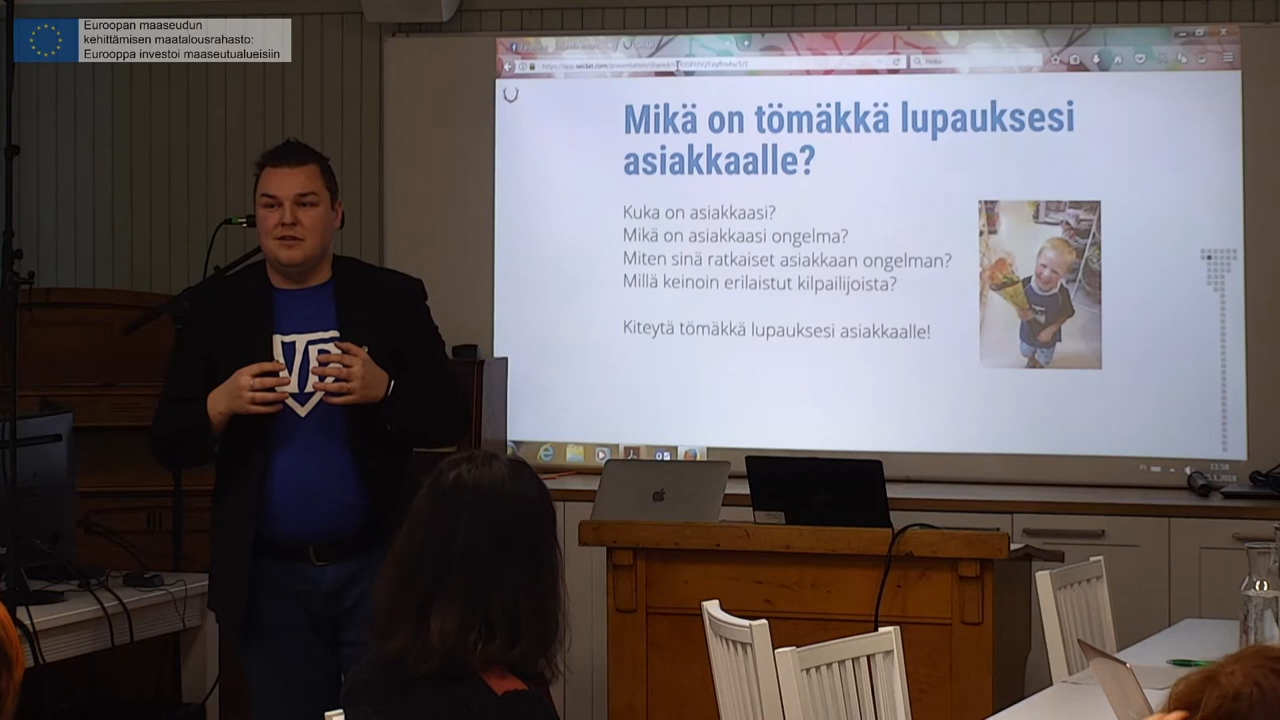 Euroopan maaseudun
kehittämisen maatalousrahasto:
Eurooppa investoi maaseutualueisiin
Mikä on tömäkkä lupauksesi
asiakkaalle?
Kuka on asiakkaasi?
Mikä on asiakkaasi ongelma?
Miten sinä ratkaiset asiakkaan ongelman?
Millä keinoin erilaistut kilpailijoista?
Kiteytä tömäkkä lupauksesi asiakkaalle!